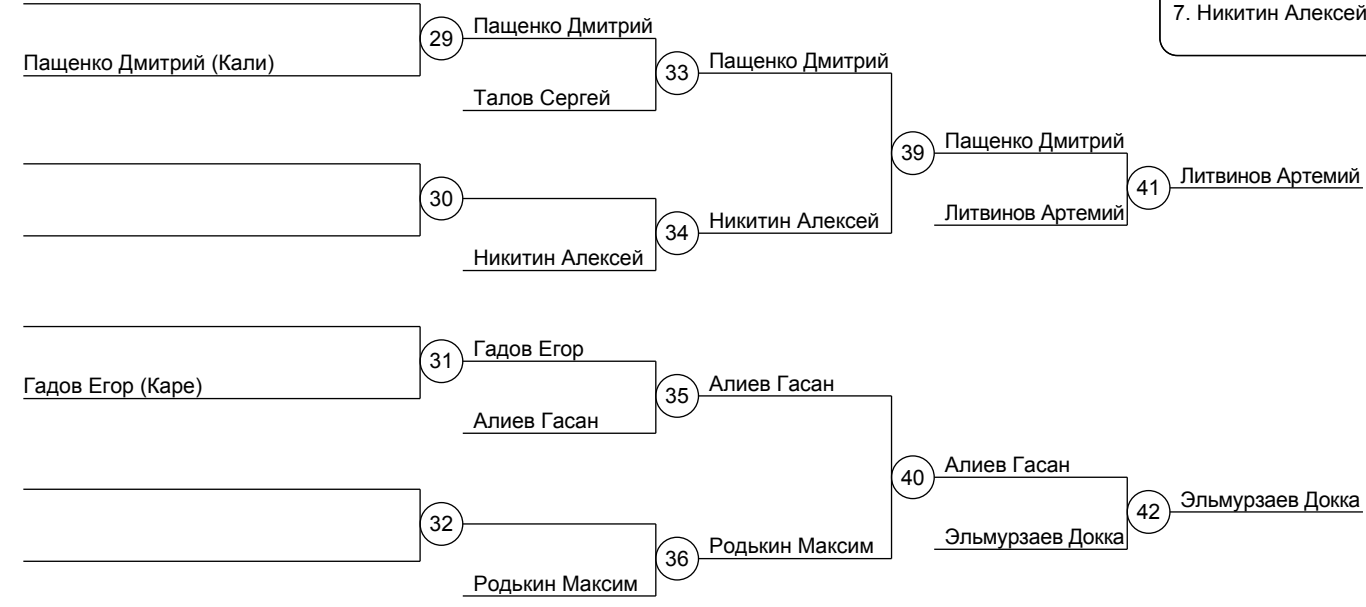 7. Никитин Алексей
Пащенко Дмитрий (Кали)
29
Пащенко Дмитрий
Талов Сергей
33
Пащенко Дмитрий
30
Никитин Алексей
34
Никитин Алексей
39
Пащенко Дмитрий
Литвинов Артемий
41
Литвинов Артемий
Гадов Егор (Каре)
31
Гадов Егор
Алиев Гасан
35
Алиев Гасан
32
Родькин Максим
36
Родькин Максим
40
Алиев Гасан
Эльмурзаев Докка
42
Эльмурзаев Докка